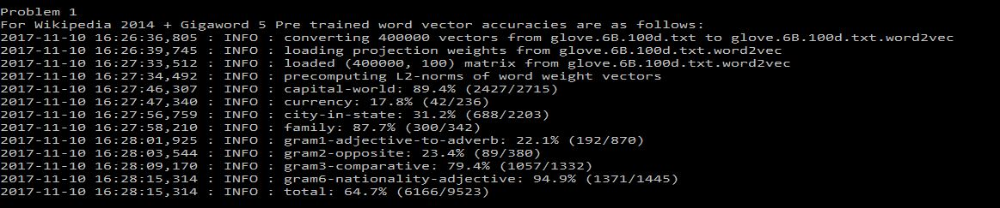 Problem 1
For Wikipedia 2014 + Gigaword 5 Pre trained word vector accuracies are as follows:
2017-11-10 16:26:36,805 : INFO : converting 400000 vectors from glove.6B.100d.txt to glove.6B.100d.txt.word2vec
2017-11-10 16:26:39,745 : INFO : loading projection weights from glove.6B.100d.txt.word2vec
2017-11-10 16:27:33,512 : INFO : loaded (400000, 100) matrix from glove.6B.100d.txt.word2vec
2017-11-10 16:27:34,492 : INFO : precomputing L2-norms of word weight vectors
2017-11-10 16:27:46,307 : INFO : capital-world: 89.4% (2427/2715)
2017-11-10 16:27:47,340 : INFO : currency: 17.8% (42/236)
2017-11-10 16:27:56,759 : INFO : city-in-state: 31.2% (688/2203)
2017-11-10 16:27:58,210 : INFO : family: 87.7% (300/342)
2017-11-10 16:28:01,925 : INFO : gram1-adjective-to-adverb: 22.1% (192/870)
2017-11-10 16:28:03,544 : INFO : gram2-opposite: 23.4% (89/380)
2017-11-10 16:28:09,170 : INFO : gram3-comparative: 79.4% (1057/1332)
2017-11-10 16:28:15,314 : INFO : gram6-nationality-adjective: 94.9% (1371/1445)
2017-11-10 16:28:15,314 : INFO : total: 64.7% (6166/9523)